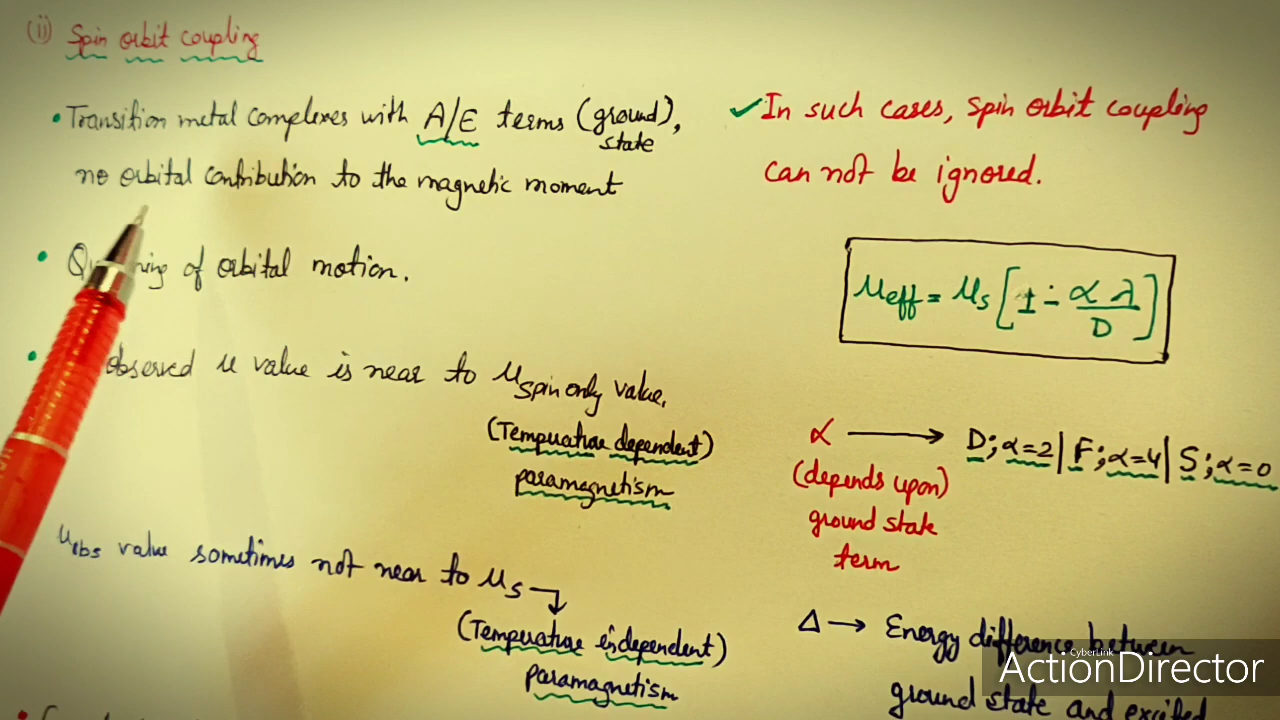 (ii) Spin orbit coupling
• Transition metal complexes with A/E terms (ground),
state
no orbital contribution to the magnetic moment
• of orbital motion.
• observed μ value is near to μ spin only value.
(Temperature dependent)
paramagnetism
μobs value sometimes not near to μs
(Temperature independent)
paramagnetism
✓ In such cases, spin orbit coupling
can not be ignored.
μeff = μs [1 - αλ/D]
α → D; α=2 | F; α=4 | S; α=0
(depends upon)
ground state
term
Δ → Energy difference between
ground state and excited
CyberLink
ActionDirector